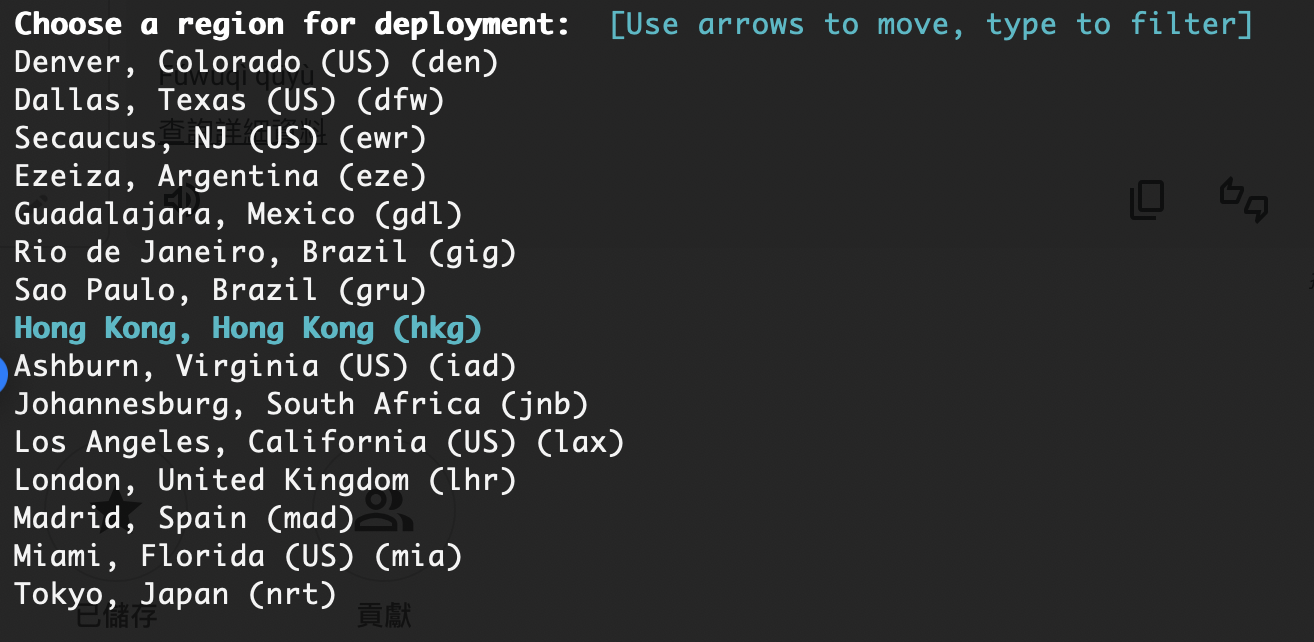 Choose a region for deployment:  [Use arrows to move, type to filter]
Denver, Colorado (US) (den)
Fúwùqì qūyù
Dallas, Texas (US) (dfw)
Secaucus, NJ (US) (ewr)
查詢詳細資料
Ezeiza, Argentina (eze)
Guadalajara, Mexico (gdl)
Rio de Janeiro, Brazil (gig)
Sao Paulo, Brazil (gru)
Hong Kong, Hong Kong (hkg)
Ashburn, Virginia (US) (iad)
Johannesburg, South Africa (jnb)
Los Angeles, California (US) (lax)
London, United Kingdom (lhr)
Madrid, Spain (mad)
Miami, Florida (US) (mia)
Tokyo, Japan (nrt)
已儲存
貢獻